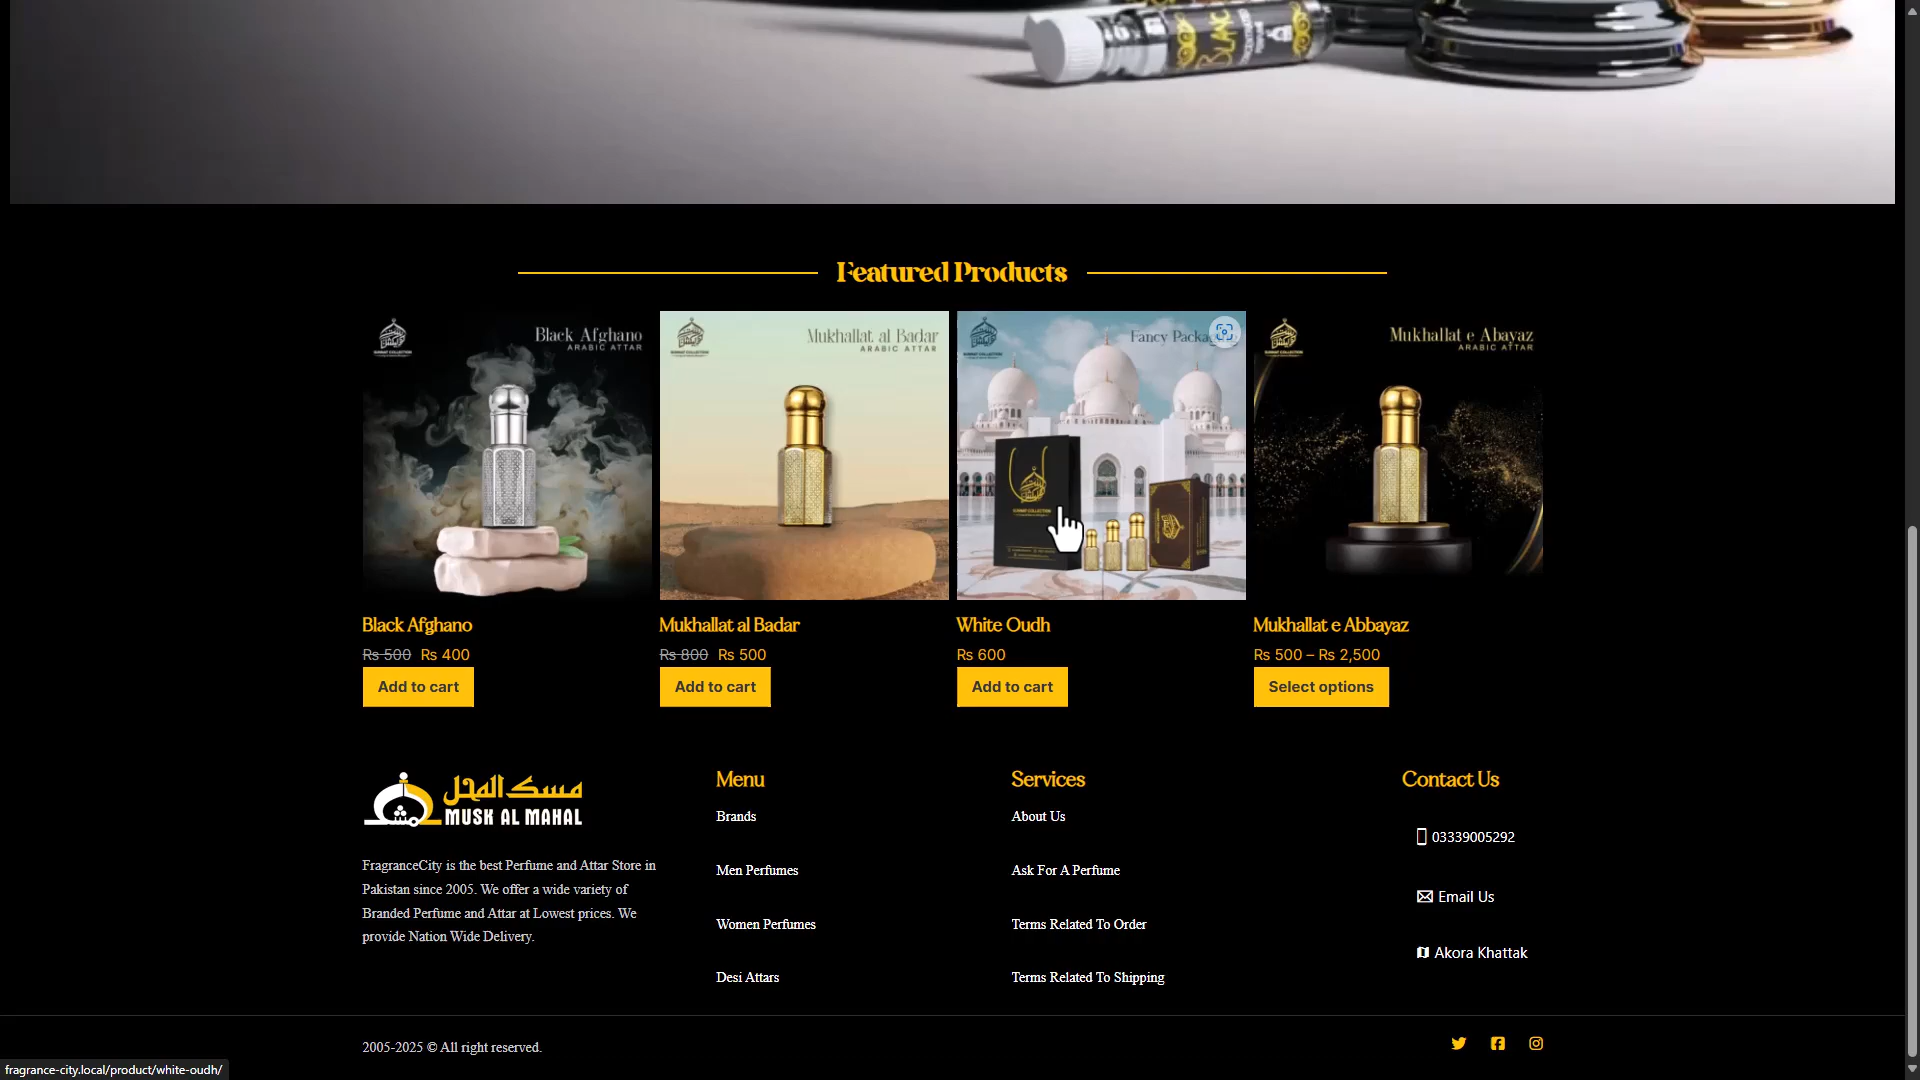 BLANC
Featured Products
Black Afghano
ARABIC ATTAR
Mukhallat al Badar
ARABIC ATTAR
Fancy Packag
Mukhallat e Abayaz
ARABIC ATTAR
Black Afghano
Mukhallat al Badar
White Oudh
Mukhallat e Abbayaz
₨ 500 ₨ 400
₨ 800 ₨ 500
₨ 600
₨ 500 – ₨ 2,500
Add to cart
Add to cart
Add to cart
Select options
مسك المحل
MUSK AL MAHAL
FragranceCity is the best Perfume and Attar Store in
Pakistan since 2005. We offer a wide variety of
Branded Perfume and Attar at Lowest prices. We
provide Nation Wide Delivery.
Menu
Brands
Men Perfumes
Women Perfumes
Desi Attars
Services
About Us
Ask For A Perfume
Terms Related To Order
Terms Related To Shipping
Contact Us
03339005292
Email Us
Akora Khattak
2005-2025 © All right reserved.
fragrance-city.local/product/white-oudh/